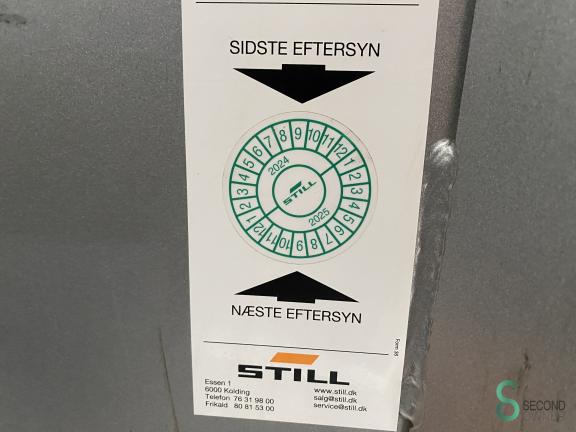 SIDSTE EFTERSYN
1 2 3 4 5 6 7 8 9 10 11 12
2024
STILL
2025
1 2 3 4 5 6 7 8 9 10 11 12
NÆSTE EFTERSYN
STILL
Essen 1
6000 Kolding
Telefon 76 31 98 00
Frikald 80 81 53 00
www.still.dk
salg@still.dk
service@still.dk
SECOND